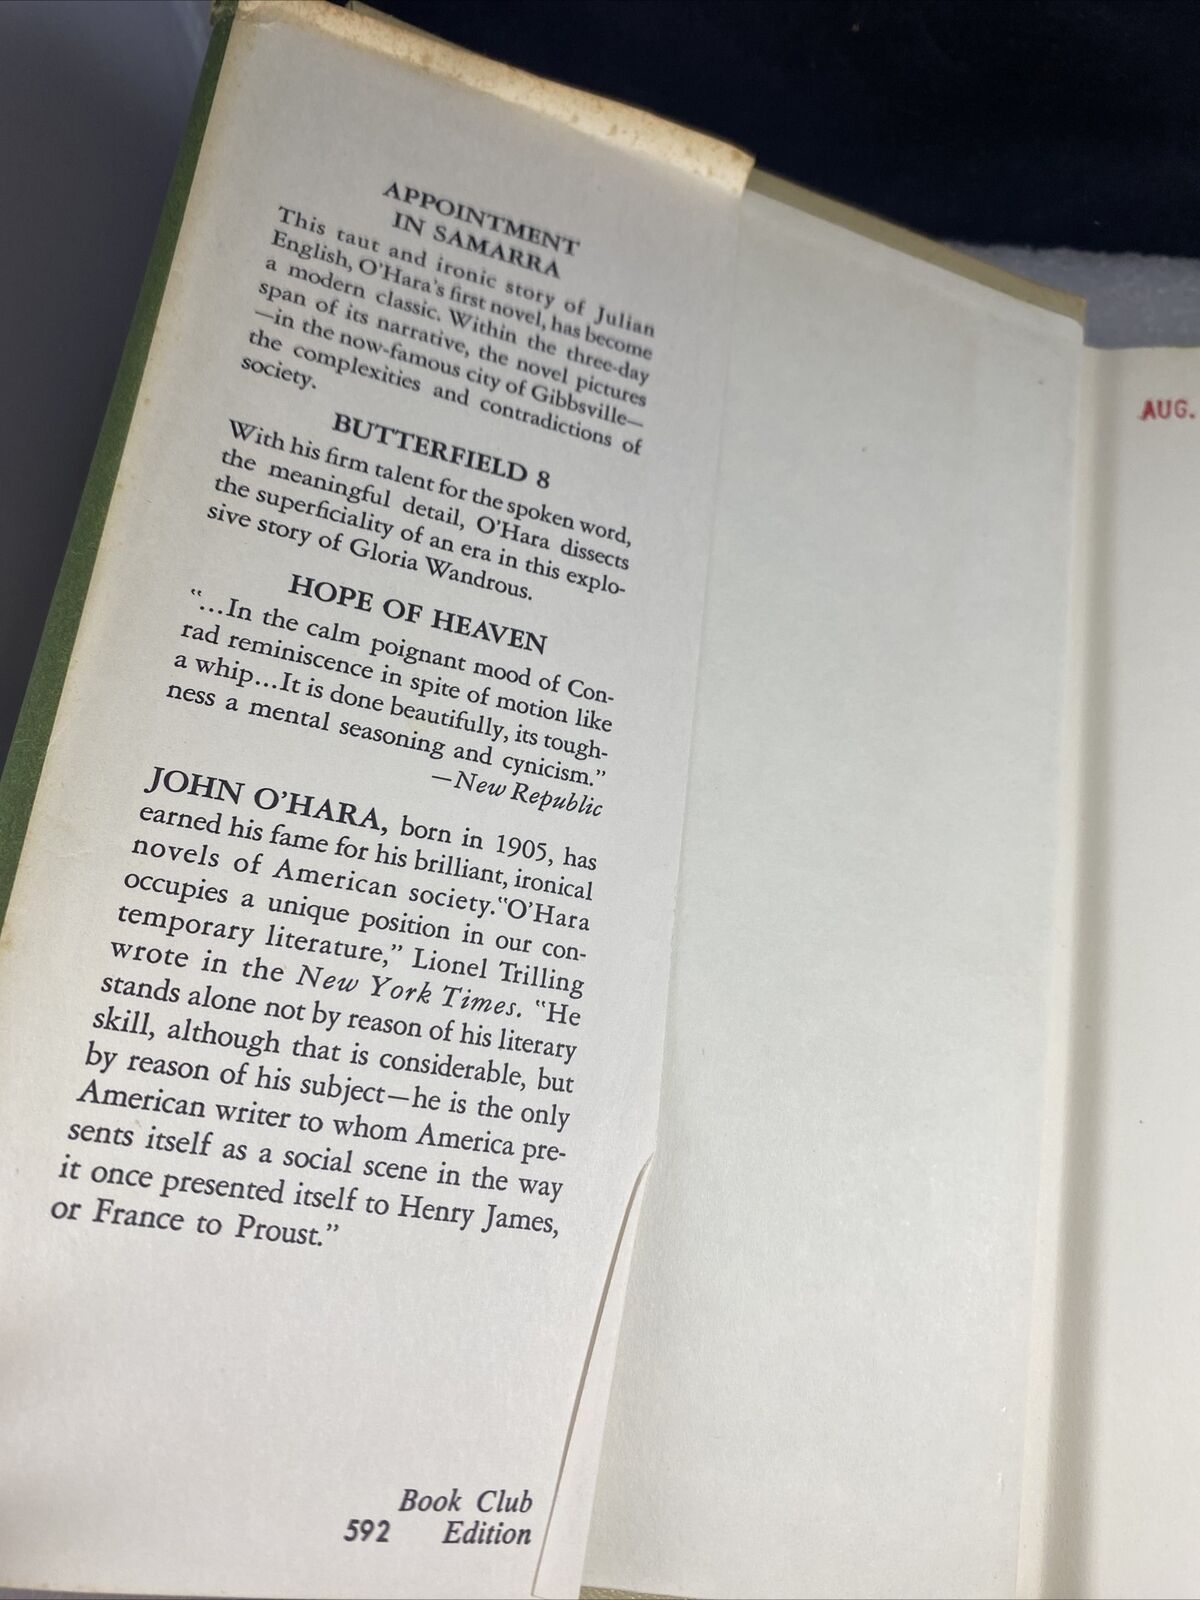 APPOINTMENT
IN SAMARRA
This taut and ironic story of Julian
English, O'Hara's first novel, has become
a modern classic. Within the three-day
span of its narrative, the novel pictures
—in the now-famous city of Gibbsville—
the complexities and contradictions of
society.
BUTTERFIELD 8
With his firm talent for the spoken word,
the meaningful detail, O'Hara dissects
the superficiality of an era in this explo-
sive story of Gloria Wandrous.
HOPE OF HEAVEN
"...In the calm poignant mood of Con-
rad reminiscence in spite of motion like
a whip...It is done beautifully, its tough-
ness a mental seasoning and cynicism."
—New Republic
JOHN O'HARA, born in 1905, has
earned his fame for his brilliant, ironical
novels of American society."O'Hara
occupies a unique position in our con-
temporary literature," Lionel Trilling
wrote in the New York Times. "He
stands alone not by reason of his literary
skill, although that is considerable, but
by reason of his subject—he is the only
American writer to whom America pre-
sents itself as a social scene in the way
it once presented itself to Henry James,
or France to Proust."
Book Club
592 Edition
AUG.